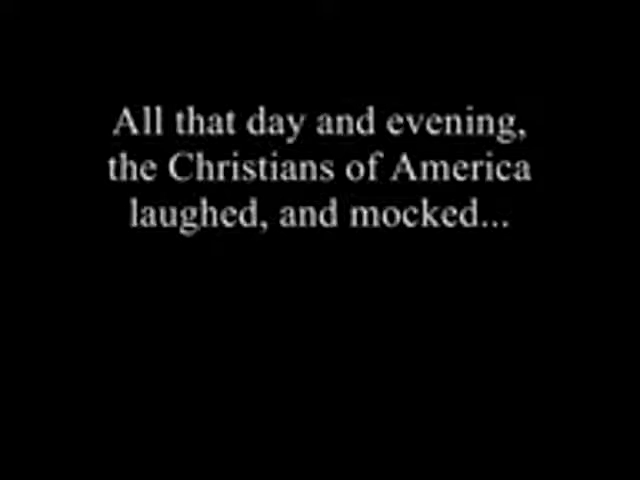 All that day and evening,
the Christians of America
laughed, and mocked...